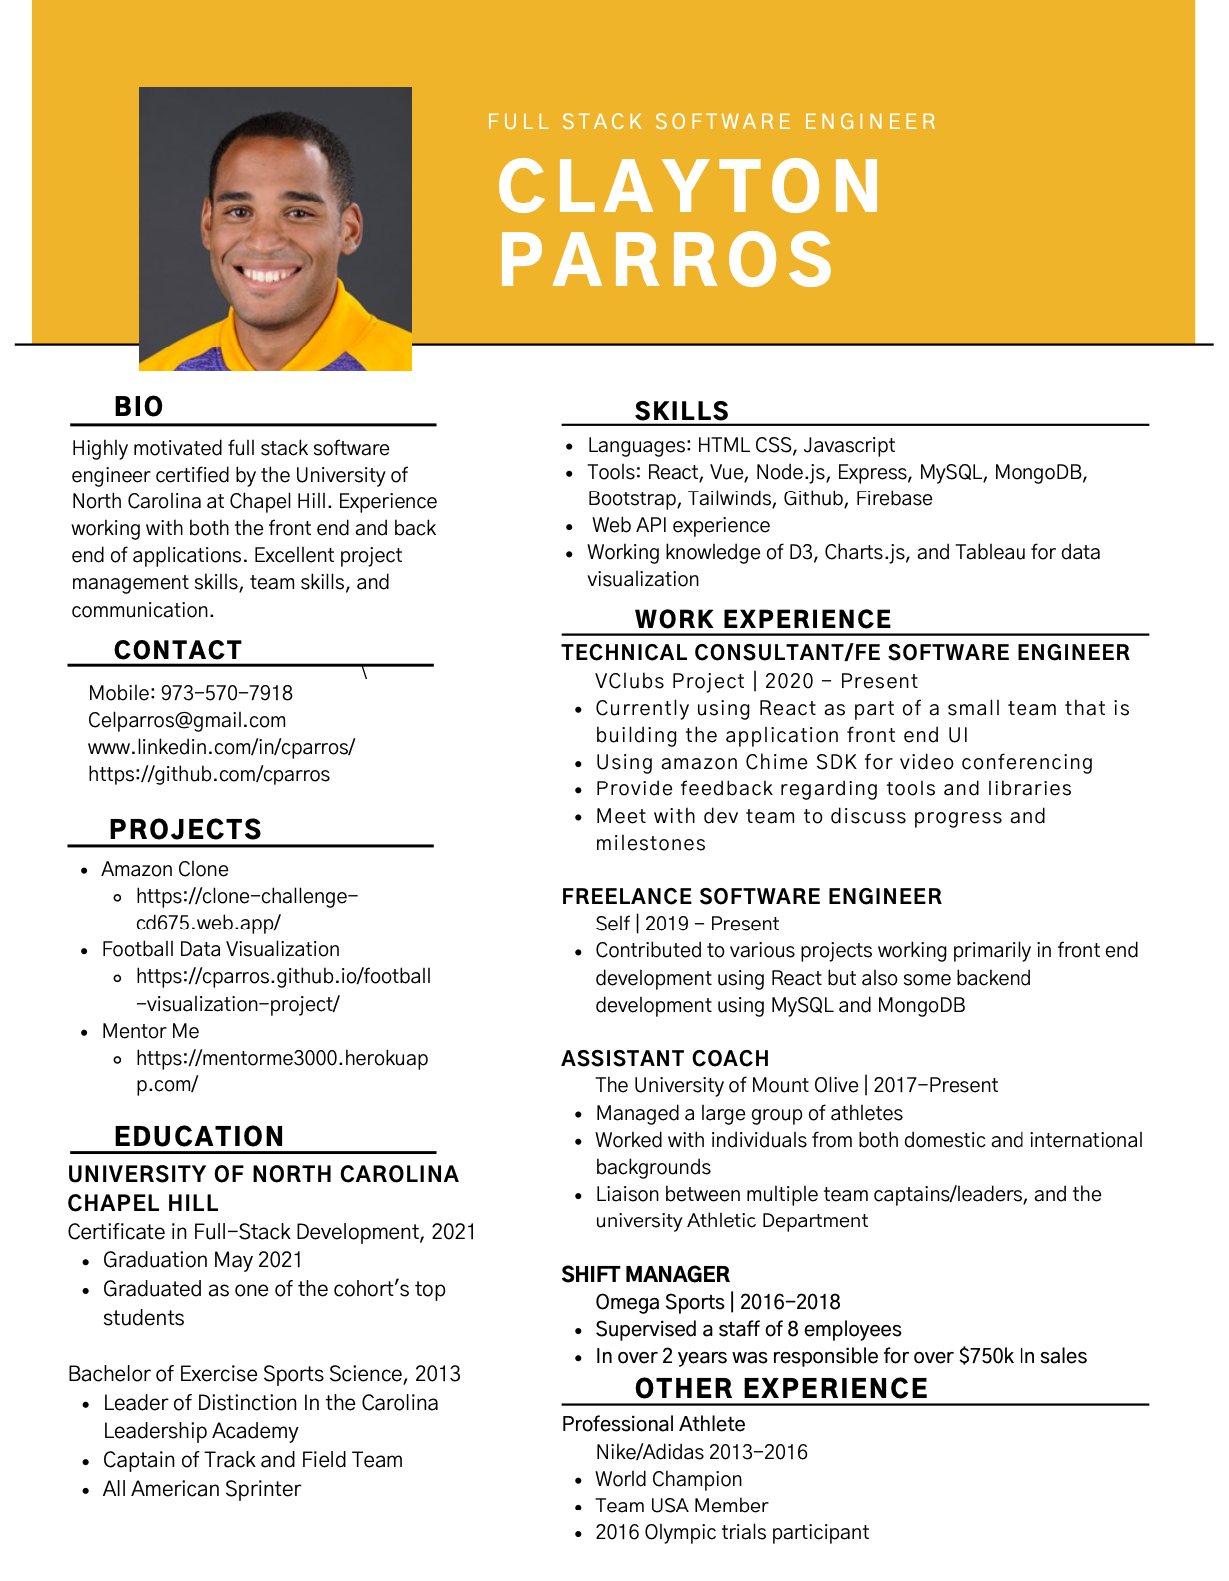 FULL STACK SOFTWARE ENGINEER
CLAYTON
PARROS
BIO
Highly motivated full stack software
engineer certified by the University of
North Carolina at Chapel Hill. Experience
working with both the front end and back
end of applications. Excellent project
management skills, team skills, and
communication.
CONTACT
\
Mobile: 973-570-7918
Celparros@gmail.com
www.linkedin.com/in/cparros/
https://github.com/cparros
PROJECTS
• Amazon Clone
◦ https://clone-challenge-
cd675.web.app/
• Football Data Visualization
◦ https://cparros.github.io/football
-visualization-project/
• Mentor Me
◦ https://mentorme3000.herokuap
p.com/
EDUCATION
UNIVERSITY OF NORTH CAROLINA
CHAPEL HILL
Certificate in Full-Stack Development, 2021
• Graduation May 2021
• Graduated as one of the cohort's top
students
Bachelor of Exercise Sports Science, 2013
• Leader of Distinction In the Carolina
Leadership Academy
• Captain of Track and Field Team
• All American Sprinter
SKILLS
• Languages: HTML CSS, Javascript
• Tools: React, Vue, Node.js, Express, MySQL, MongoDB,
Bootstrap, Tailwinds, Github, Firebase
• Web API experience
• Working knowledge of D3, Charts.js, and Tableau for data
visualization
WORK EXPERIENCE
TECHNICAL CONSULTANT/FE SOFTWARE ENGINEER
VClubs Project | 2020 - Present
• Currently using React as part of a small team that is
building the application front end UI
• Using amazon Chime SDK for video conferencing
• Provide feedback regarding tools and libraries
• Meet with dev team to discuss progress and
milestones
FREELANCE SOFTWARE ENGINEER
Self | 2019 - Present
• Contributed to various projects working primarily in front end
development using React but also some backend
development using MySQL and MongoDB
ASSISTANT COACH
The University of Mount Olive | 2017-Present
• Managed a large group of athletes
• Worked with individuals from both domestic and international
backgrounds
• Liaison between multiple team captains/leaders, and the
university Athletic Department
SHIFT MANAGER
Omega Sports | 2016-2018
• Supervised a staff of 8 employees
• In over 2 years was responsible for over $750k In sales
OTHER EXPERIENCE
Professional Athlete
Nike/Adidas 2013-2016
• World Champion
• Team USA Member
• 2016 Olympic trials participant